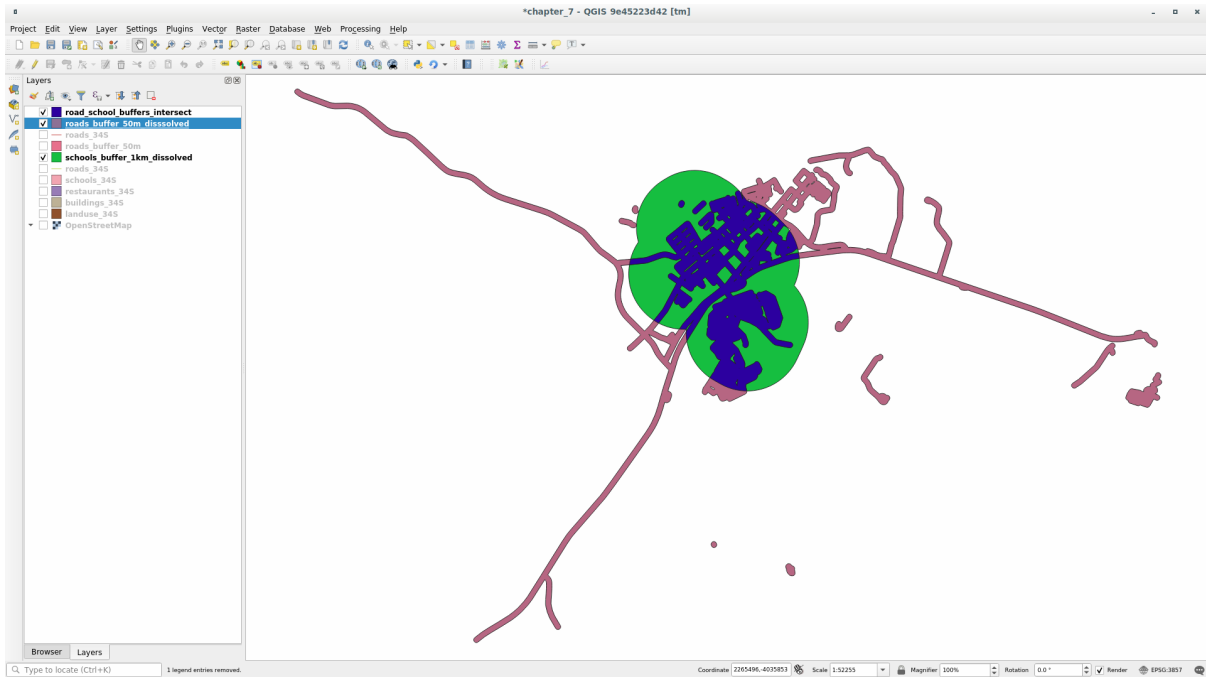 *chapter_7 - QGIS 9e45223d42 [tm]
Project Edit View Layer Settings Plugins Vector Raster Database Web Processing Help
Layers
road_school_buffers_intersect
roads_buffer_50m_disssolved
roads_34S
roads_buffer_50m
schools_buffer_1km_dissolved
roads_34S
schools_34S
restaurants_34S
buildings_34S
landuse_34S
OpenStreetMap
Browser Layers
Type to locate (Ctrl+K) 1 legend entries removed. Coordinate 2265496,-4035853 Scale 1:52255 Magnifier 100% Rotation 0.0 ° Render EPSG:3857